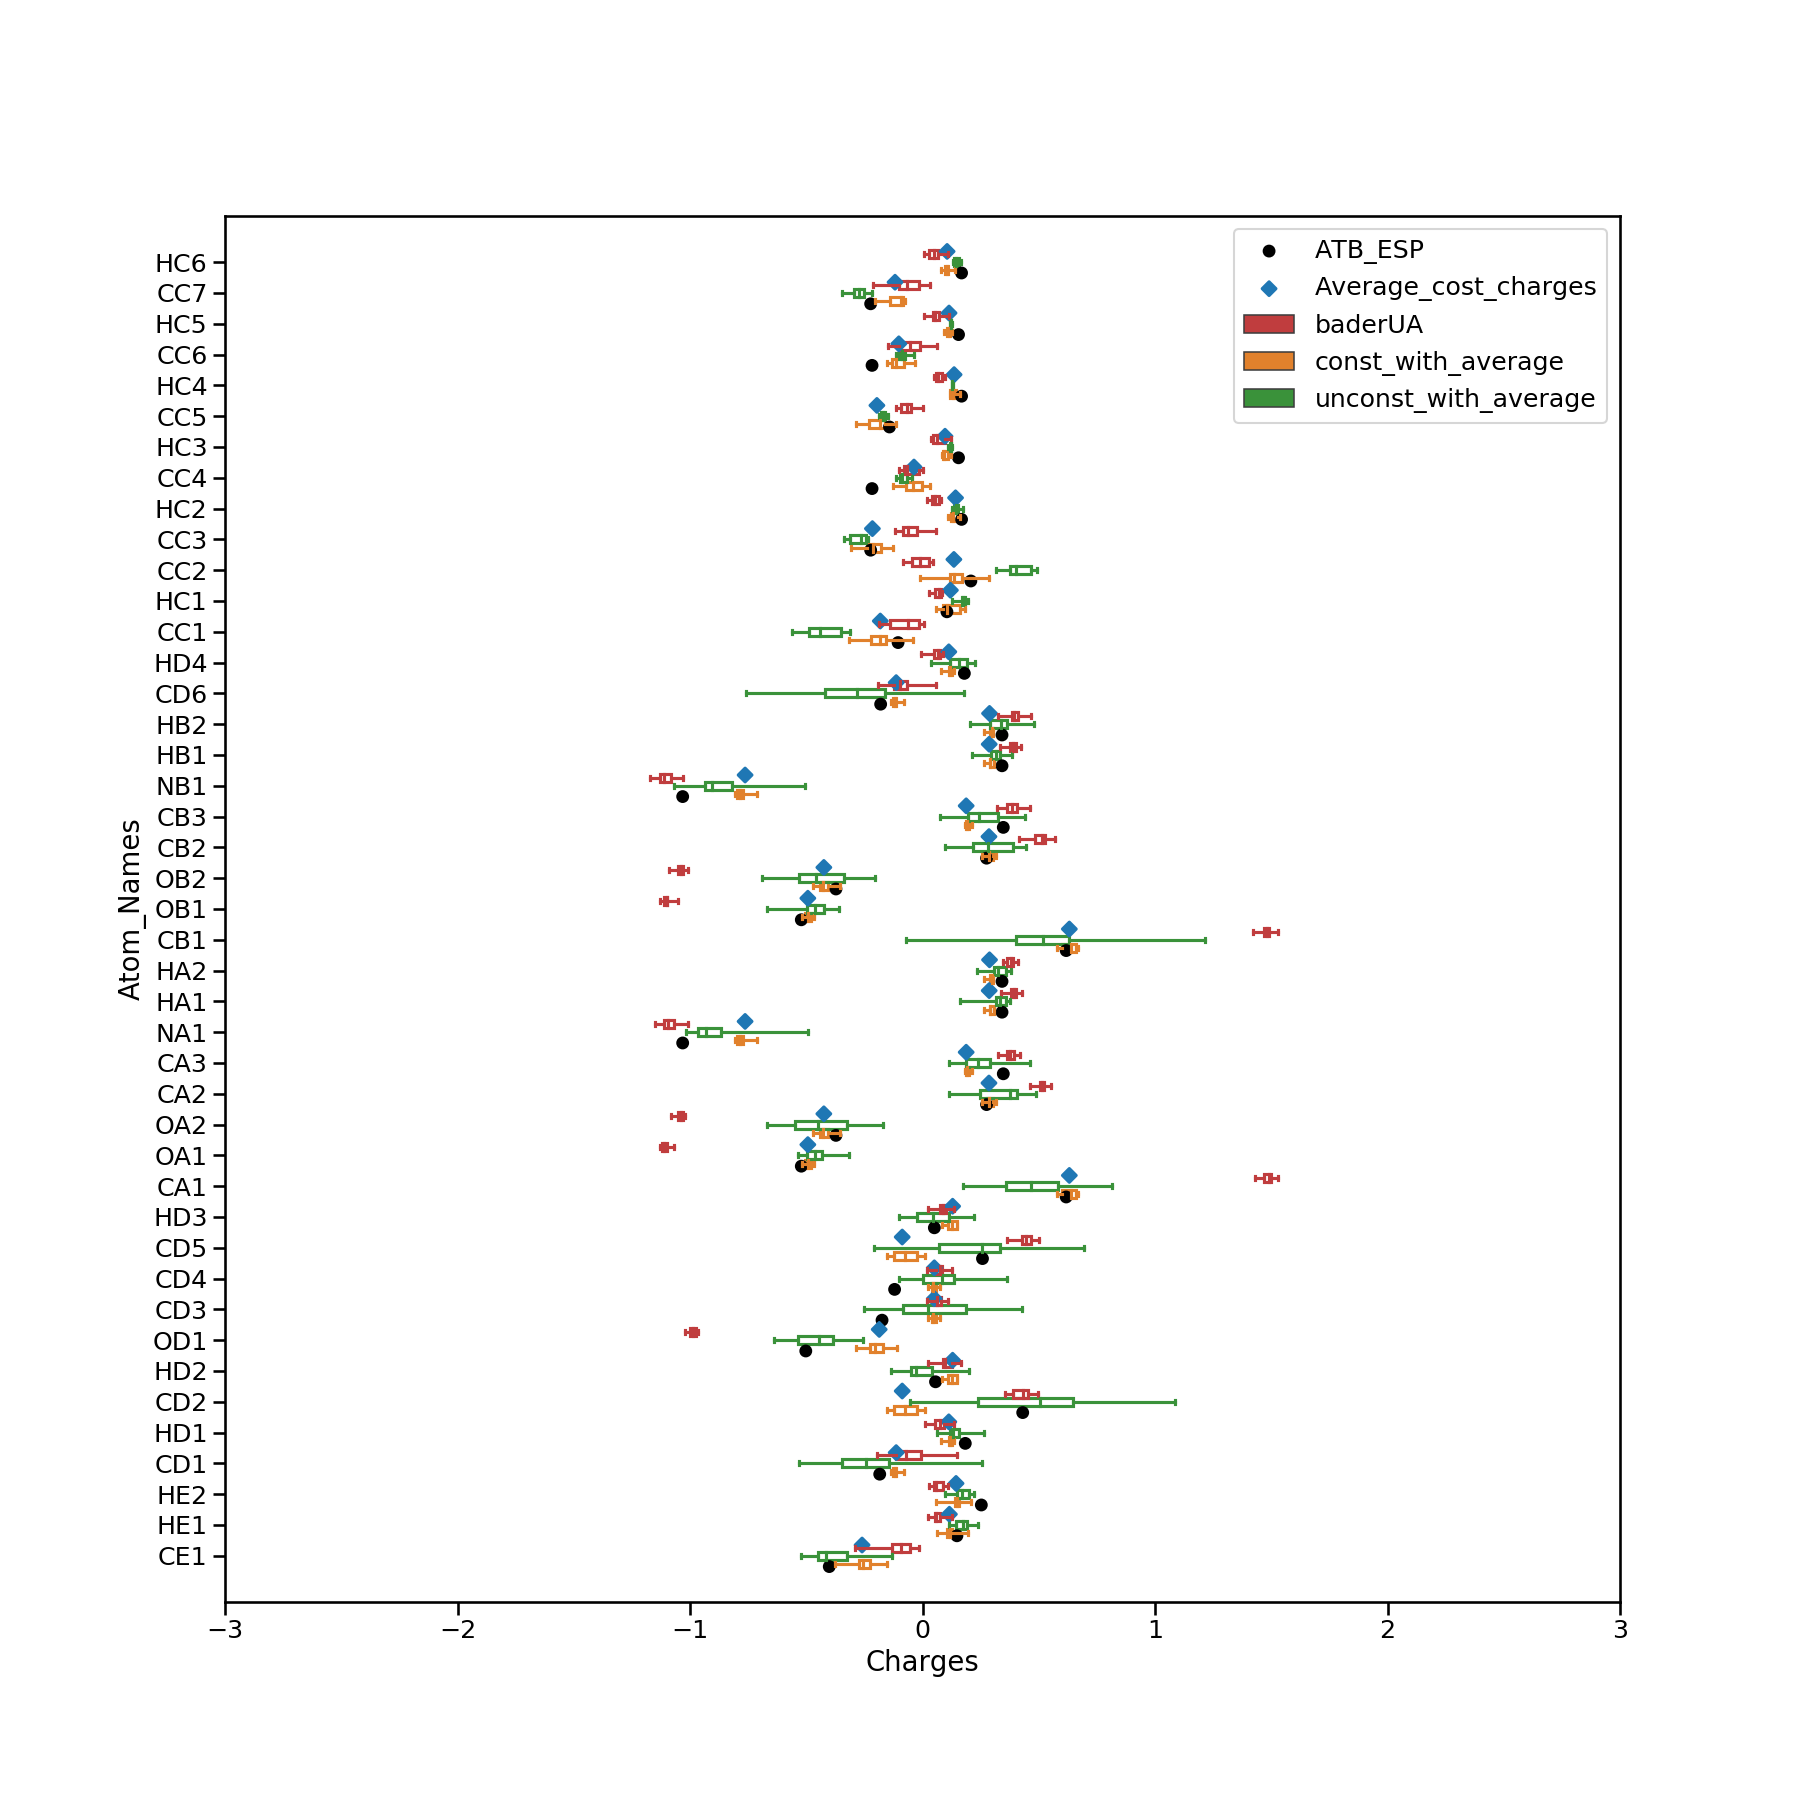 ATB_ESP
Average_cost_charges
baderUA
const_with_average
unconst_with_average
HC6
CC7
HC5
CC6
HC4
CC5
HC3
CC4
HC2
CC3
CC2
HC1
CC1
HD4
CD6
HB2
HB1
NB1
CB3
CB2
OB2
OB1
CB1
HA2
HA1
NA1
CA3
CA2
OA2
OA1
CA1
HD3
CD5
CD4
CD3
OD1
HD2
CD2
HD1
CD1
HE2
HE1
CE1
Atom_Names
−3 −2 −1 0 1 2 3
Charges